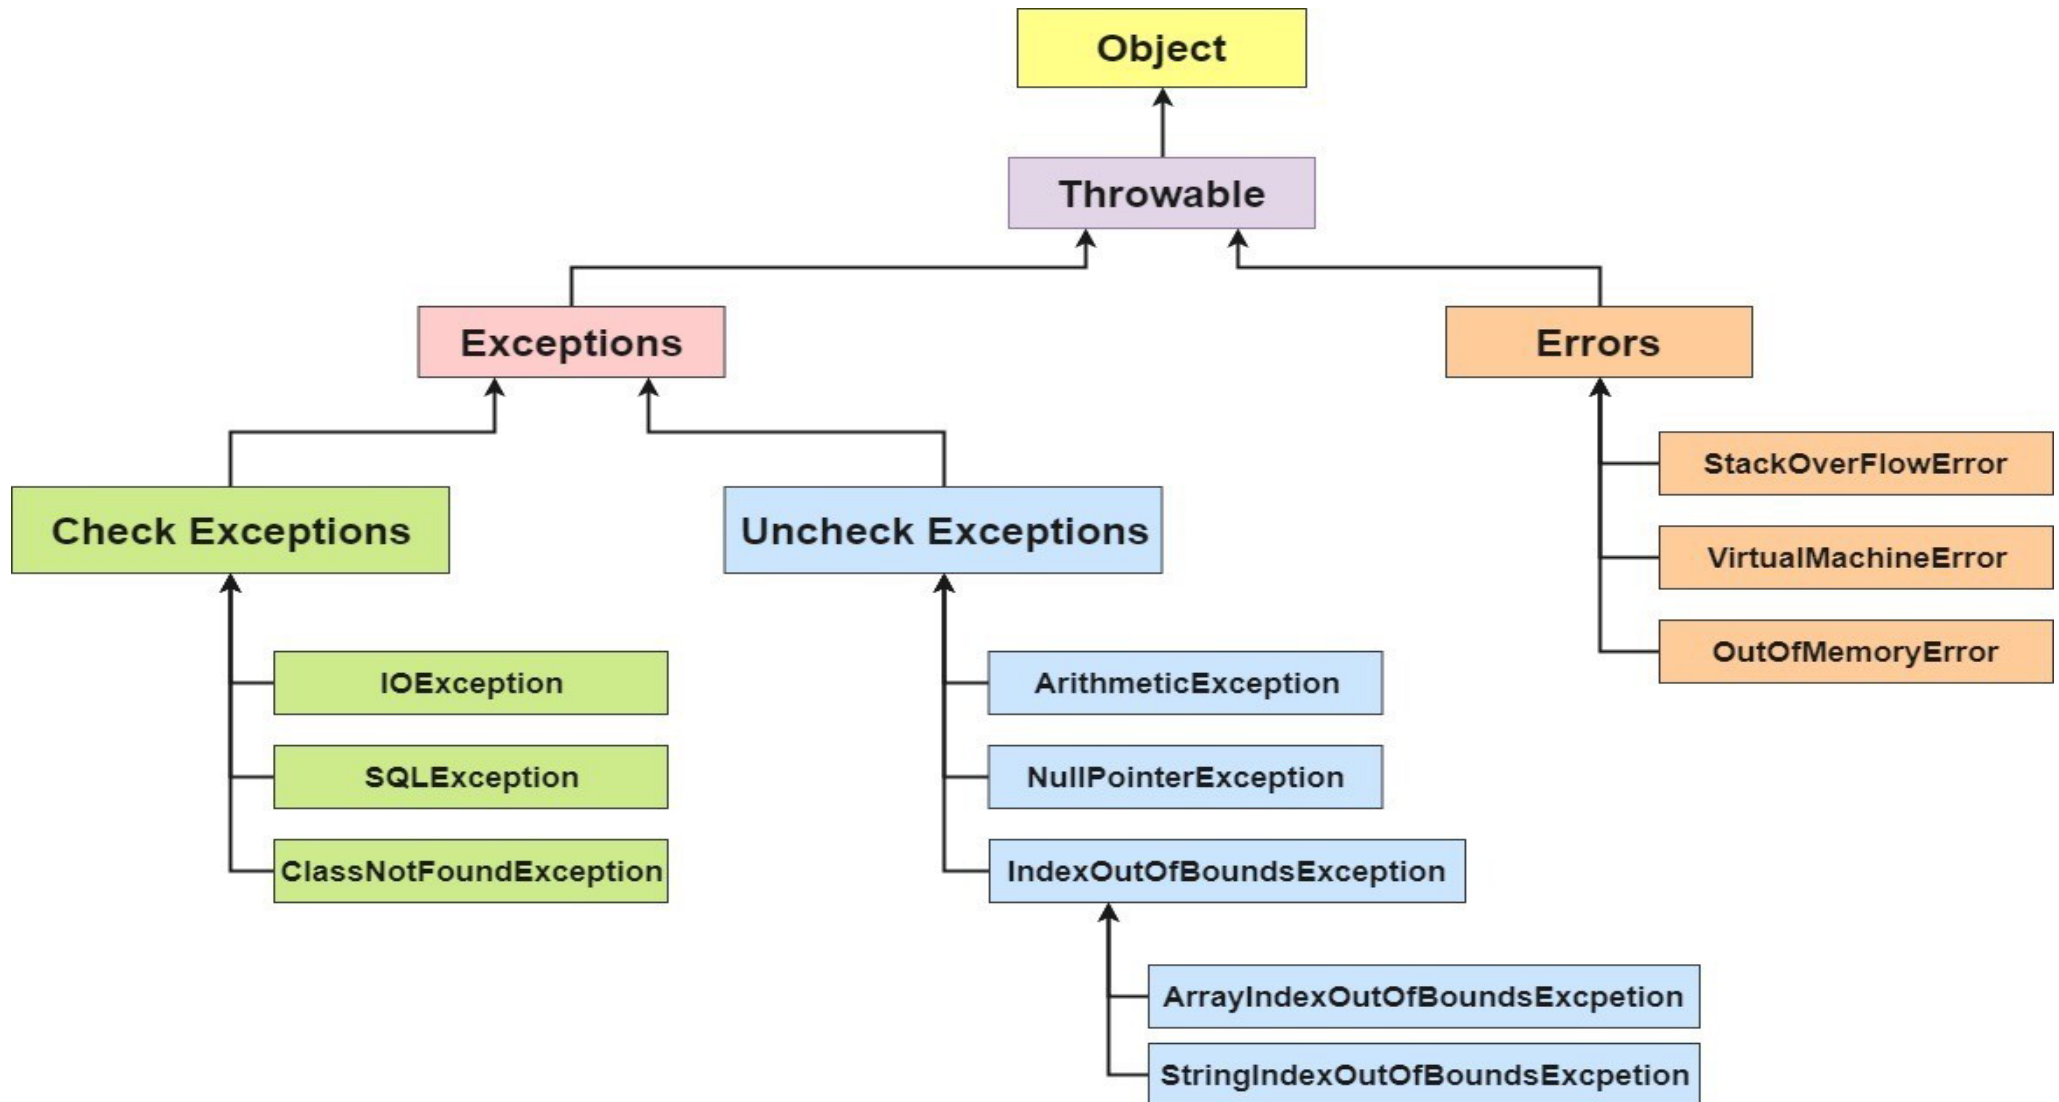 Object
Throwable
Exceptions
Errors
Check Exceptions
Uncheck Exceptions
StackOverFlowError
VirtualMachineError
OutOfMemoryError
IOException
SQLException
ClassNotFoundException
ArithmeticException
NullPointerException
IndexOutOfBoundsException
ArrayIndexOutOfBoundsExcpetion
StringIndexOutOfBoundsExcpetion